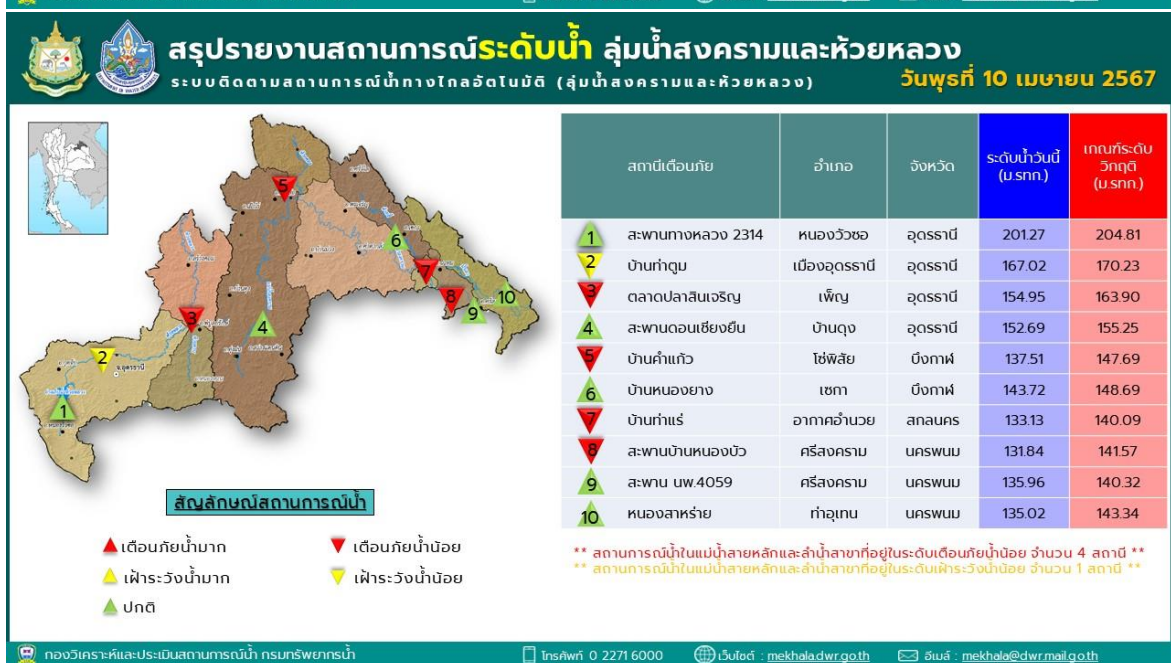 สรุปรายงานสถานการณ์ระดับน้ำ ลุ่มน้ำสงครามและห้วยหลวง
ระบบติดตามสถานการณ์น้ำทางไกลอัตโนมัติ (ลุ่มน้ำสงครามและห้วยหลวง)
วันพุธที่ 10 เมษายน 2567
สถานีเตือนภัย อำเภอ จังหวัด ระดับน้ำวันนี้ (ม.รทก.) เกณฑ์ระดับวิกฤติ (ม.รทก.)
1 สะพานทางหลวง 2314 หนองวัวซอ อุดรธานี 201.27 204.81
2 บ้านท่าตูม เมืองอุดรธานี อุดรธานี 167.02 170.23
3 ตลาดปลาสินเจริญ เพ็ญ อุดรธานี 154.95 163.90
4 สะพานดอนเชียงยืน บ้านดุง อุดรธานี 152.69 155.25
5 บ้านคำแก้ว โซ่พิสัย บึงกาฬ 137.51 147.69
6 บ้านหนองยาง เซกา บึงกาฬ 143.72 148.69
7 บ้านท่าแร่ อากาศอำนวย สกลนคร 133.13 140.09
8 สะพานบ้านหนองบัว ศรีสงคราม นครพนม 131.84 141.57
9 สะพาน นพ.4059 ศรีสงคราม นครพนม 135.96 140.32
10 หนองสาหร่าย ท่าอุเทน นครพนม 135.02 143.34
5
6
7
8
10
9
3
4
2
อ.อุดรธานี
1
สัญลักษณ์สถานการณ์น้ำ
เตือนภัยน้ำมาก เตือนภัยน้ำน้อย
เฝ้าระวังน้ำมาก เฝ้าระวังน้ำน้อย
ปกติ
** สถานการณ์น้ำในแม่น้ำสายหลักและลำน้ำสาขาที่อยู่ในระดับเตือนภัยน้ำน้อย จำนวน 4 สถานี **
** สถานการณ์น้ำในแม่น้ำสายหลักและลำน้ำสาขาที่อยู่ในระดับเฝ้าระวังน้ำน้อย จำนวน 1 สถานี **
กองวิเคราะห์และประเมินสถานการณ์น้ำ กรมทรัพยากรน้ำ โทรศัพท์ 0 2271 6000 เว็บไซต์ : mekhala.dwr.go.th อีเมล์ : mekhala@dwr.mail.go.th